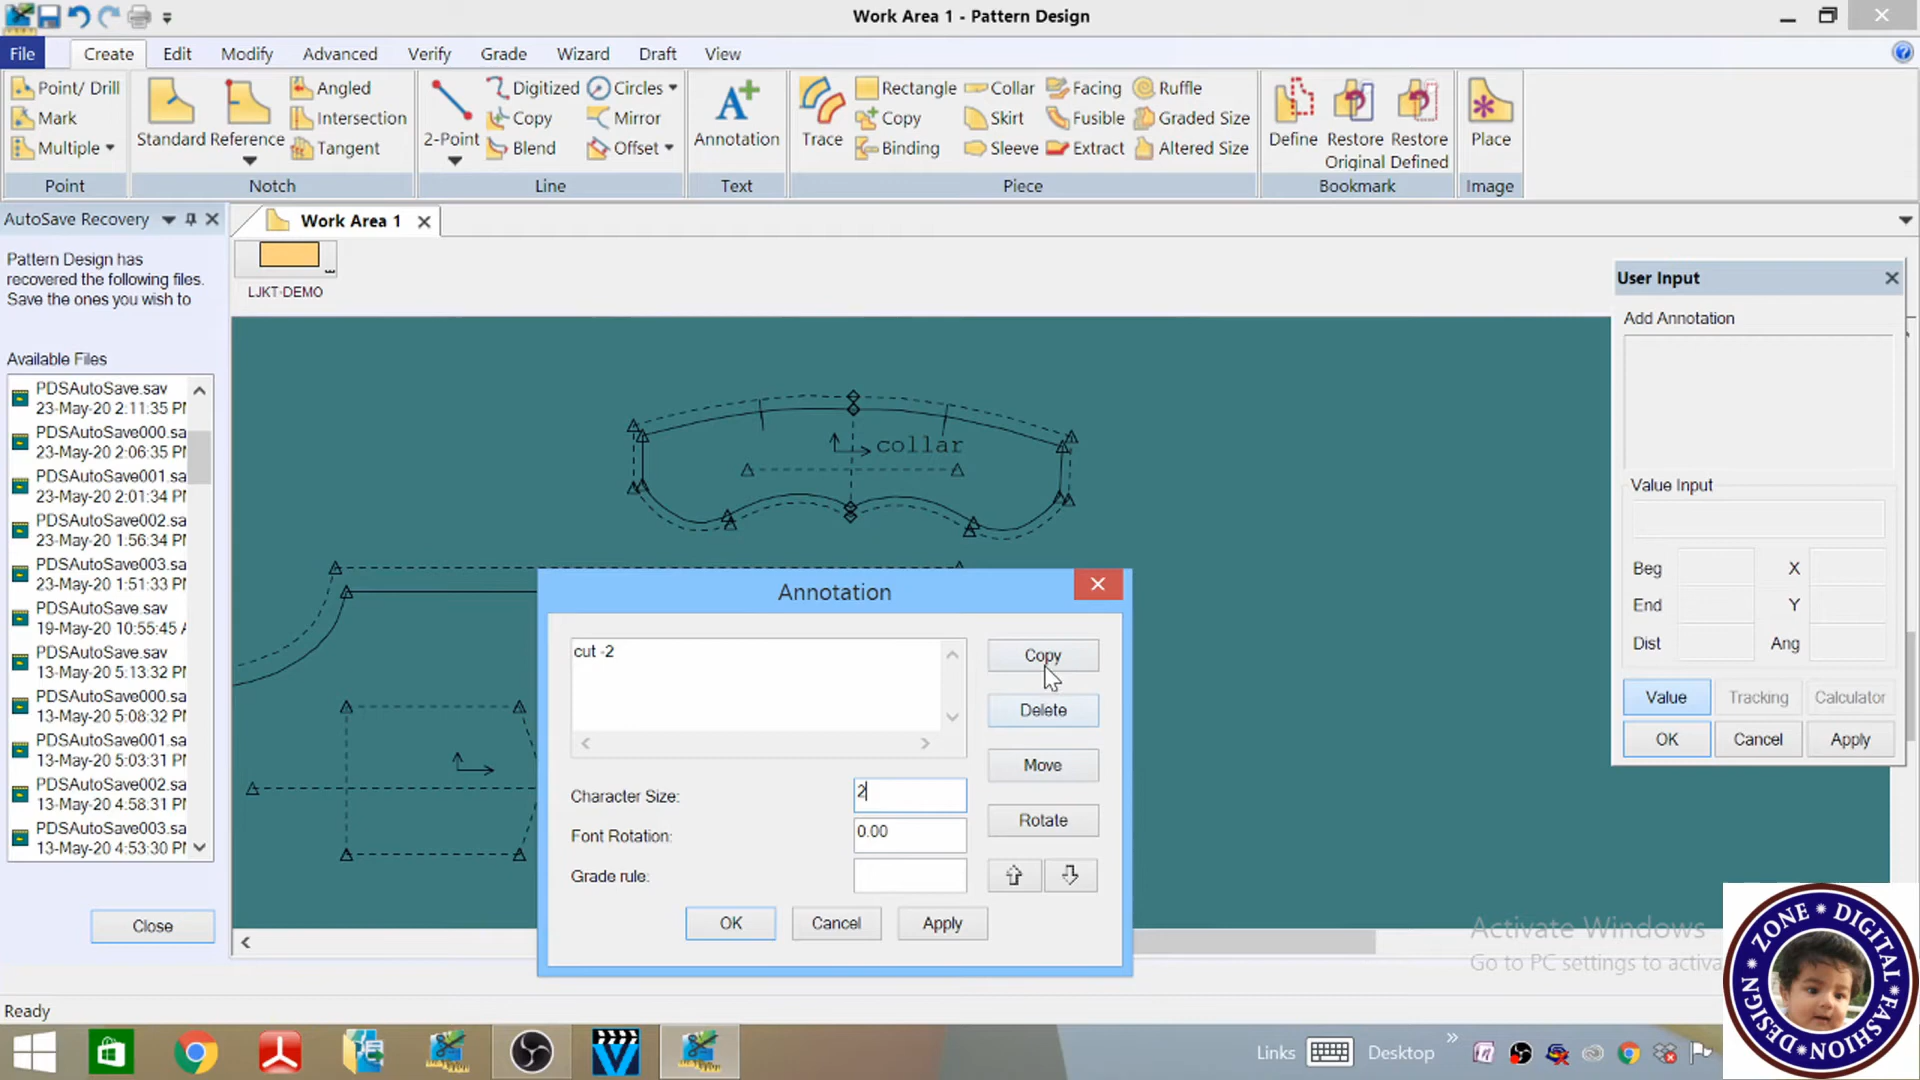 Work Area 1 - Pattern Design
File Create Edit Modify Advanced Verify Grade Wizard Draft View
Point/ Drill
Mark
Multiple
Point
Standard
Reference
Angled
Intersection
Tangent
Notch
2-Point
Digitized
Copy
Blend
Circles
Mirror
Offset
Line
Annotation
Text
Trace
Rectangle
Copy
Binding
Collar
Skirt
Sleeve
Facing
Fusible
Extract
Ruffle
Graded Size
Altered Size
Piece
Define
Restore Original
Restore Defined
Bookmark
Place
Image
AutoSave Recovery
Pattern Design has
recovered the following files.
Save the ones you wish to
Available Files
PDSAutoSave.sav
23-May-20 2:11:35 PM
PDSAutoSave000.sa
23-May-20 2:06:35 PM
PDSAutoSave001.sa
23-May-20 2:01:34 PM
PDSAutoSave002.sa
23-May-20 1:56:34 PM
PDSAutoSave003.sa
23-May-20 1:51:33 PM
PDSAutoSave.sav
19-May-20 10:55:45 A
PDSAutoSave.sav
13-May-20 5:13:32 PM
PDSAutoSave000.sa
13-May-20 5:08:32 PM
PDSAutoSave001.sa
13-May-20 5:03:31 PM
PDSAutoSave002.sa
13-May-20 4:58:31 PM
PDSAutoSave003.sa
13-May-20 4:53:30 PM
Close
Work Area 1
LJKT-DEMO
collar
Annotation
cut -2
Copy
Delete
Move
Rotate
Character Size: 2
Font Rotation: 0.00
Grade rule:
OK Cancel Apply
User Input
Add Annotation
Value Input
Beg X
End Y
Dist Ang
Value Tracking Calculator
OK Cancel Apply
Activate Windows
Go to PC settings to activa
ZONE • DIGITAL FASHION-DESIGN
Ready
Links Desktop